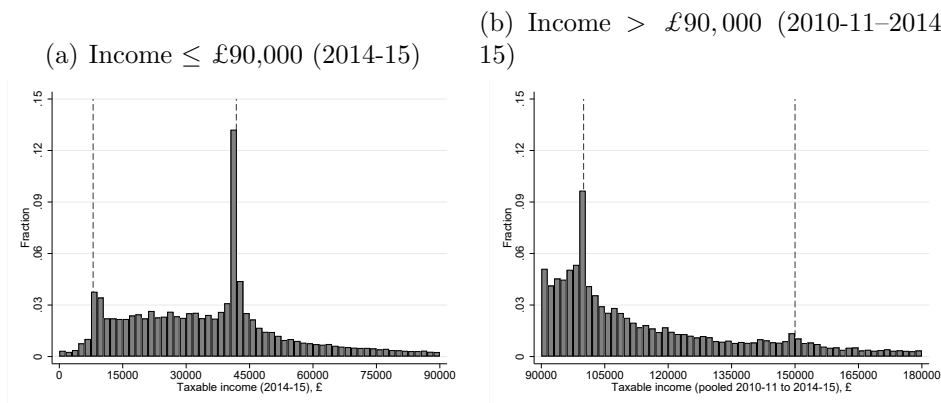 (a) Income ≤ £90,000 (2014-15)
(b) Income > £90,000 (2010-11–2014
15)
.15
.12
.09
.06
.03
0
Fraction
0 15000 30000 45000 60000 75000 90000
Taxable income (2014-15), £
.15
.12
.09
.06
.03
0
Fraction
90000 105000 120000 135000 150000 165000 180000
Taxable income (pooled 2010-11 to 2014-15), £